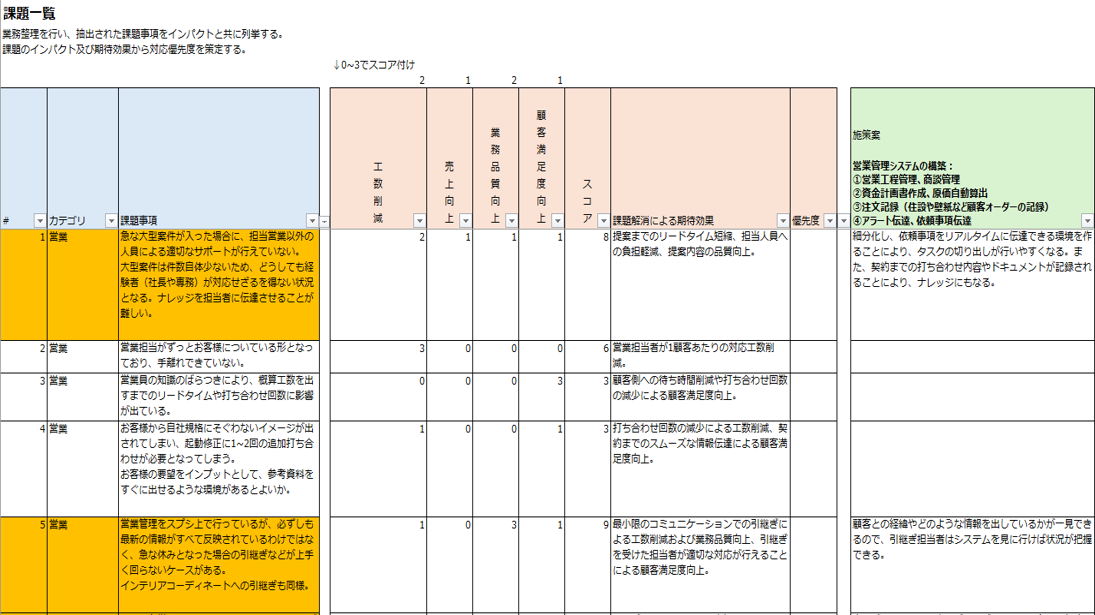 課題一覧
業務整理を行い、抽出された課題事項をインパクトと共に列挙する。
課題のインパクト及び期待効果から対応優先度を策定する。
↓0~3でスコア付け
2 1 2 1
# カテゴリ 課題事項 工数削減 売上向上 業務品質向上 顧客満足度向上 スコア 課題解消による期待効果 優先度
施策案
営業管理システムの構築：
①営業工程管理、商談管理
②資金計画書作成、原価自動算出
③注文記録（住設や壁紙など顧客オーダーの記録）
④アラート伝達、依頼事項伝達
1 営業
急な大型案件が入った場合に、担当営業以外の
人員による適切なサポートが行えていない。
大型案件は件数自体少ないため、どうしても経
験者（社長や専務）が対応せざるを得ない状況
となる。ナレッジを担当者に伝達させることが
難しい。
2 1 1 1 8
提案までのリードタイム短縮、担当人員へ
の負担軽減、提案内容の品質向上。
細分化し、依頼事項をリアルタイムに伝達できる環境を作
ることにより、タスクの切り出しが行いやすくなる。ま
た、契約までの打ち合わせ内容やドキュメントが記録され
ることにより、ナレッジにもなる。
2 営業
営業担当がずっとお客様についている形となっ
ており、手離れできていない。
3 0 0 0 6
営業担当者が1顧客あたりの対応工数削
減。
3 営業
営業員の知識のばらつきにより、概算工数を出
すまでのリードタイムや打ち合わせ回数に影響
が出ている。
0 0 0 3 3
顧客側への待ち時間削減や打ち合わせ回数
の減少による顧客満足度向上。
4 営業
お客様から自社規格にそぐわないイメージが出
されてしまい、起動修正に1~2回の追加打ち合
わせが必要となってしまう。
お客様の要望をインプットとして、参考資料を
すぐに出せるような環境があるとよいか。
1 0 0 1 3
打ち合わせ回数の減少による工数削減、契
約までのスムーズな情報伝達による顧客満
足度向上。
5 営業
営業管理をスプシ上で行っているが、必ずしも
最新の情報がすべて反映されているわけではな
く、急な休みとなった場合の引継ぎなどが上手
く回らないケースがある。
インテリアコーディネートへの引継ぎも同様。
1 0 3 1 9
最小限のコミュニケーションでの引継ぎによ
る工数削減および業務品質向上、引継ぎ
を受けた担当者が適切な対応が行えること
による顧客満足度向上。
顧客との経緯やどのような情報を出しているかが一見でき
るので、引継ぎ担当者はシステムを見に行けば状況が把握
できる。